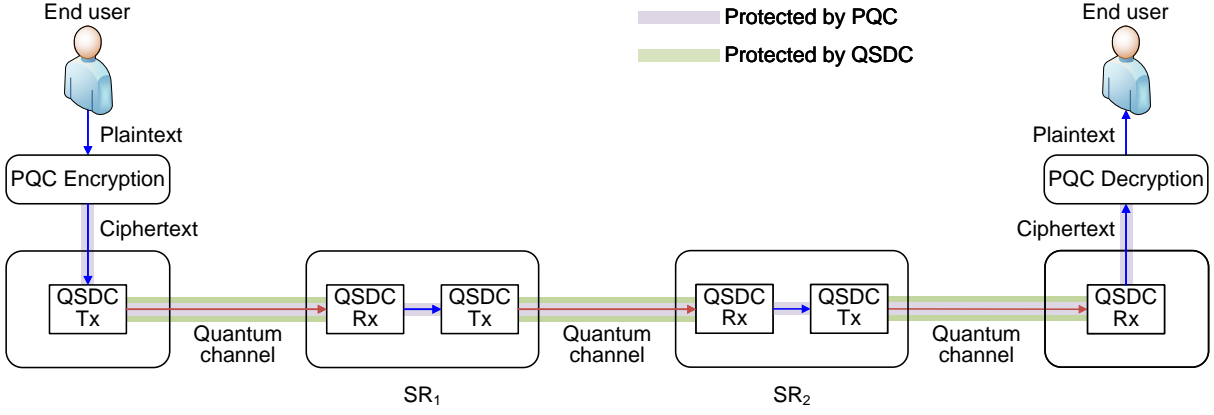 End user
Protected by PQC
End user
Protected by QSDC
Plaintext
Plaintext
PQC Encryption
PQC Decryption
Ciphertext
Ciphertext
QSDC
Tx
Quantum
channel
QSDC
Rx
QSDC
Tx
Quantum
channel
QSDC
Rx
QSDC
Tx
Quantum
channel
QSDC
Rx
SR₁
SR₂